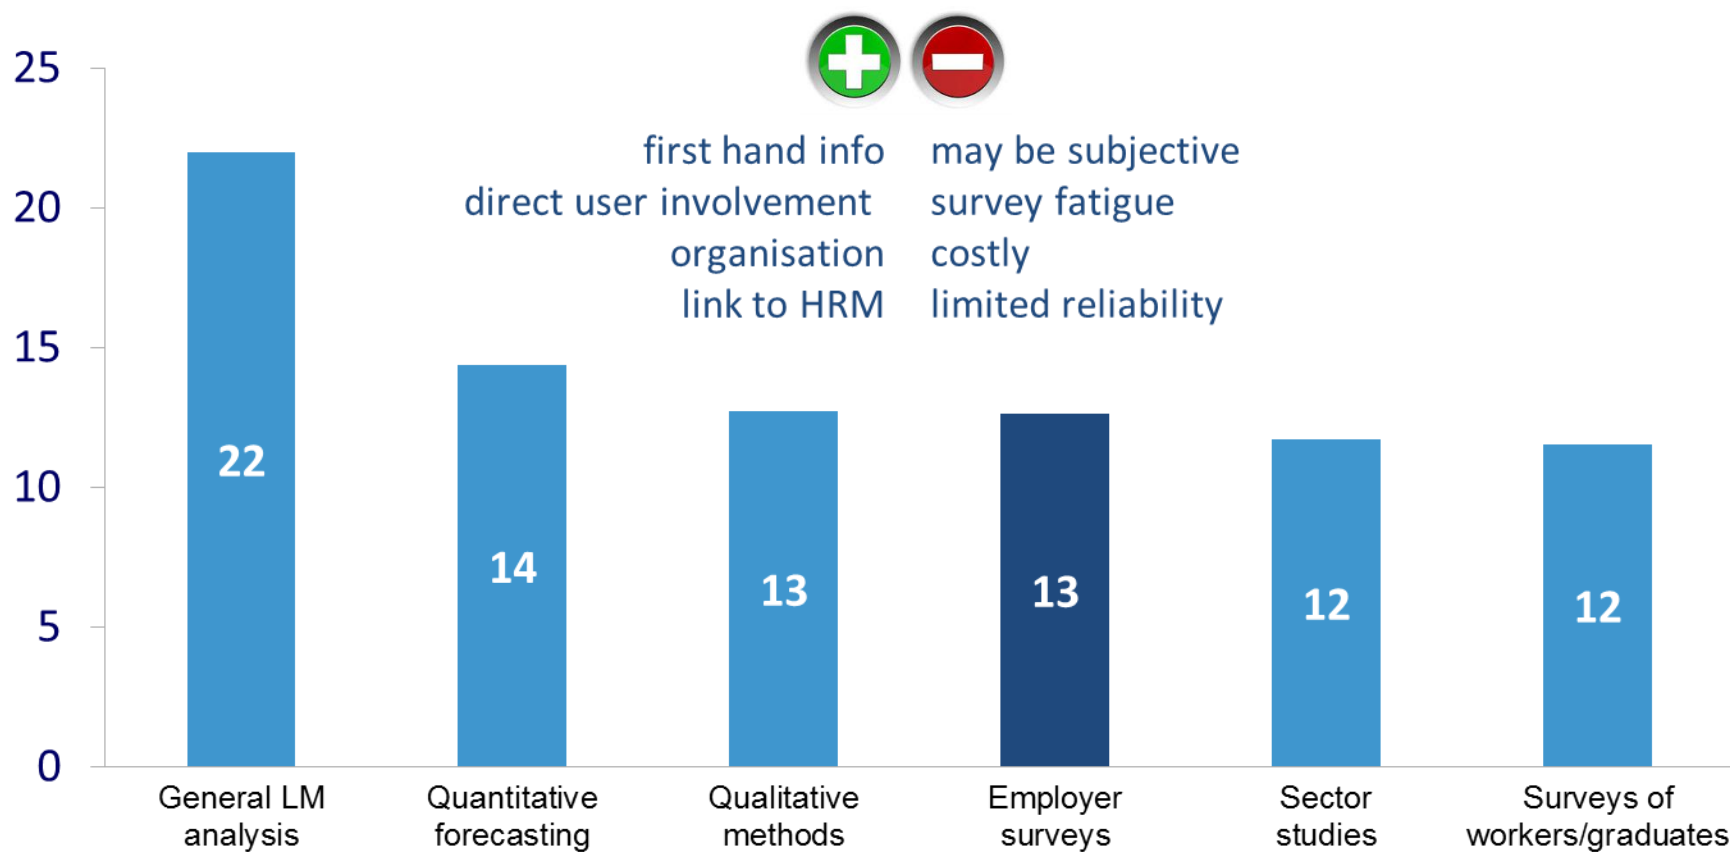 25
20
15
10
5
0
first hand info may be subjective
direct user involvement survey fatigue
organisation costly
link to HRM limited reliability
22
14
13
13
12
12
General LM
analysis
Quantitative
forecasting
Qualitative
methods
Employer
surveys
Sector
studies
Surveys of
workers/graduates